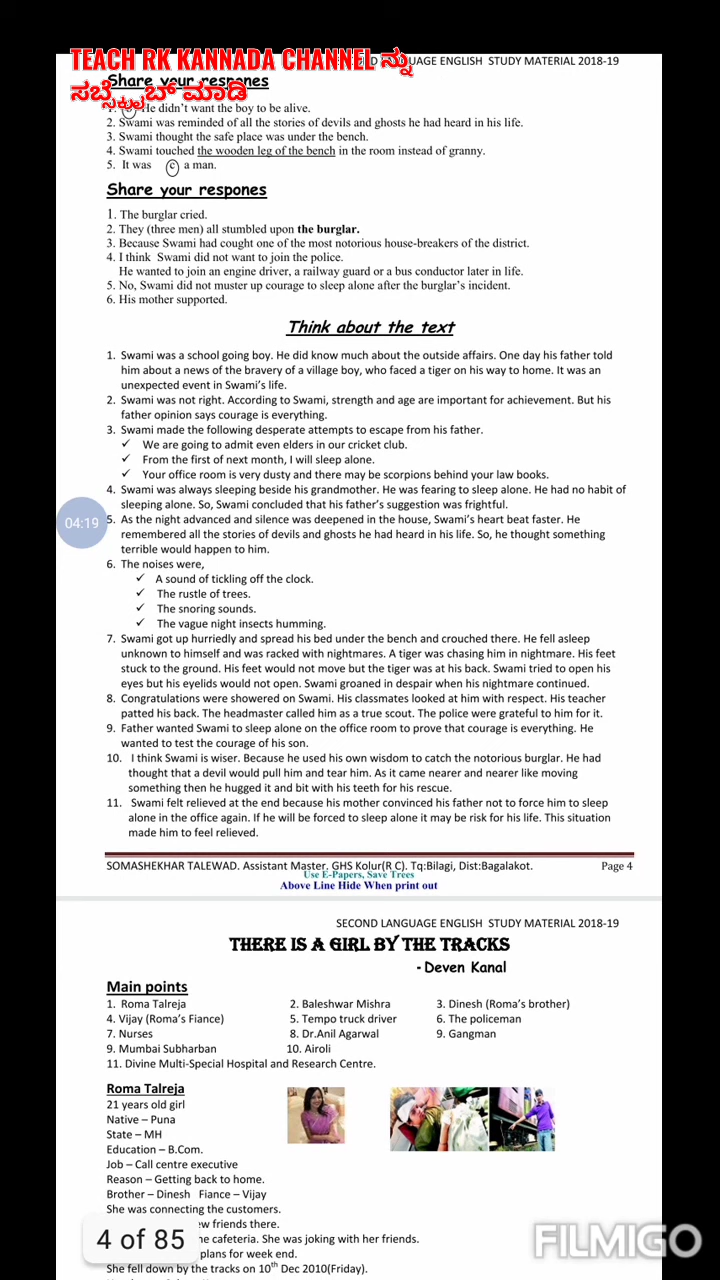 TEACH RK KANNADA CHANNEL ನ್ನು
ಸಬ್ಸ್ಕ್ರೈಬ್ ಮಾಡಿ
LANGUAGE ENGLISH STUDY MATERIAL 2018-19
Share your respones
He didn't want the boy to be alive.
2. Swami was reminded of all the stories of devils and ghosts he had heard in his life.
3. Swami thought the safe place was under the bench.
4. Swami touched the wooden leg of the bench in the room instead of granny.
5. It was c a man.
Share your respones
1. The burglar cried.
2. They (three men) all stumbled upon the burglar.
3. Because Swami had cought one of the most notorious house-breakers of the district.
4. I think Swami did not want to join the police.
He wanted to join an engine driver, a railway guard or a bus conductor later in life.
5. No, Swami did not muster up courage to sleep alone after the burglar's incident.
6. His mother supported.
Think about the text
1. Swami was a school going boy. He did know much about the outside affairs. One day his father told
him about a news of the bravery of a village boy, who faced a tiger on his way to home. It was an
unexpected event in Swami's life.
2. Swami was not right. According to Swami, strength and age are important for achievement. But his
father opinion says courage is everything.
3. Swami made the following desperate attempts to escape from his father.
✓ We are going to admit even elders in our cricket club.
✓ From the first of next month, I will sleep alone.
✓ Your office room is very dusty and there may be scorpions behind your law books.
4. Swami was always sleeping beside his grandmother. He was fearing to sleep alone. He had no habit of
sleeping alone. So, Swami concluded that his father's suggestion was frightful.
04:19
5. As the night advanced and silence was deepened in the house, Swami's heart beat faster. He
remembered all the stories of devils and ghosts he had heard in his life. So, he thought something
terrible would happen to him.
6. The noises were,
✓ A sound of tickling off the clock.
✓ The rustle of trees.
✓ The snoring sounds.
✓ The vague night insects humming.
7. Swami got up hurriedly and spread his bed under the bench and crouched there. He fell asleep
unknown to himself and was racked with nightmares. A tiger was chasing him in nightmare. His feet
stuck to the ground. His feet would not move but the tiger was at his back. Swami tried to open his
eyes but his eyelids would not open. Swami groaned in despair when his nightmare continued.
8. Congratulations were showered on Swami. His classmates looked at him with respect. His teacher
patted his back. The headmaster called him as a true scout. The police were grateful to him for it.
9. Father wanted Swami to sleep alone on the office room to prove that courage is everything. He
wanted to test the courage of his son.
10. I think Swami is wiser. Because he used his own wisdom to catch the notorious burglar. He had
thought that a devil would pull him and tear him. As it came nearer and nearer like moving
something then he hugged it and bit with his teeth for his rescue.
11. Swami felt relieved at the end because his mother convinced his father not to force him to sleep
alone in the office again. If he will be forced to sleep alone it may be risk for his life. This situation
made him to feel relieved.
SOMASHEKHAR TALEWAD. Assistant Master. GHS Kolur(R C). Tq:Bilagi, Dist:Bagalakot. Page 4
Use E-Papers, Save Trees
Above Line Hide When print out
SECOND LANGUAGE ENGLISH STUDY MATERIAL 2018-19
THERE IS A GIRL BY THE TRACKS
- Deven Kanal
Main points
1. Roma Talreja 2. Baleshwar Mishra 3. Dinesh (Roma's brother)
4. Vijay (Roma's Fiance) 5. Tempo truck driver 6. The policeman
7. Nurses 8. Dr.Anil Agarwal 9. Gangman
9. Mumbai Subharban 10. Airoli
11. Divine Multi-Special Hospital and Research Centre.
Roma Talreja
21 years old girl
Native – Puna
State – MH
Education – B.Com.
Job – Call centre executive
Reason – Getting back to home.
Brother – Dinesh Fiance – Vijay
She was connecting the customers.
ew friends there.
he cafeteria. She was joking with her friends.
plans for week end.
She fell down by the tracks on 10th Dec 2010(Friday).
4 of 85
FILMIGO